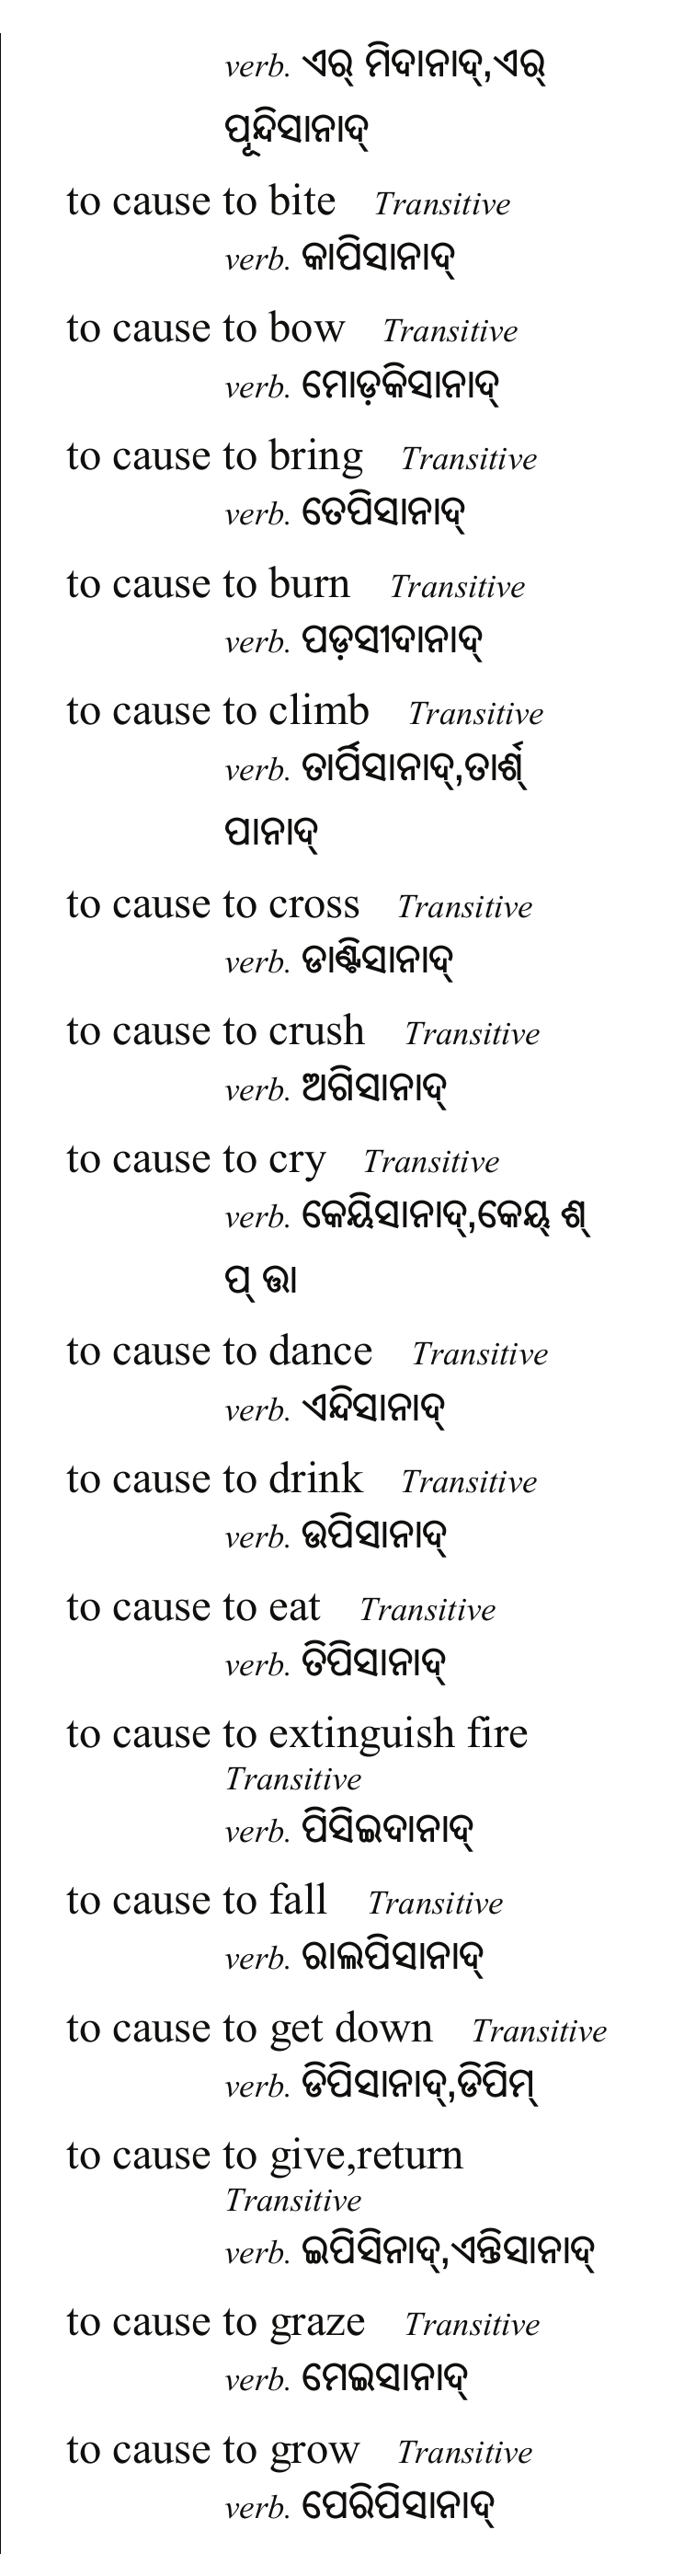 verb. ଏର୍ ମିଦାନାଦ୍,ଏର୍
ପୂନ୍ଦିସାନାଦ୍
to cause to bite Transitive
verb. କାପିସାନାଦ୍
to cause to bow Transitive
verb. ମୋଡ଼କିସାନାଦ୍
to cause to bring Transitive
verb. ତେପିସାନାଦ୍
to cause to burn Transitive
verb. ପଡ଼ସୀଦାନାଦ୍
to cause to climb Transitive
verb. ତାର୍ପିସାନାଦ୍,ତାର୍ଶ୍
ପାନାଦ୍
to cause to cross Transitive
verb. ଡାଣ୍ଟିସାନାଦ୍
to cause to crush Transitive
verb. ଅଗିସାନାଦ୍
to cause to cry Transitive
verb. କେୟିସାନାଦ୍,କେୟ୍ ଶ୍
ପ୍ ତ୍ତା
to cause to dance Transitive
verb. ଏନ୍ଦିସାନାଦ୍
to cause to drink Transitive
verb. ଉପିସାନାଦ୍
to cause to eat Transitive
verb. ତିପିସାନାଦ୍
to cause to extinguish fire
Transitive
verb. ପିସିଇଦାନାଦ୍
to cause to fall Transitive
verb. ରାଲପିସାନାଦ୍
to cause to get down Transitive
verb. ଡିପିସାନାଦ୍,ଡିପିମ୍
to cause to give,return
Transitive
verb. ଇପିସିନାଦ୍,ଏନ୍ତିସାନାଦ୍
to cause to graze Transitive
verb. ମେଇସାନାଦ୍
to cause to grow Transitive
verb. ପେରିପିସାନାଦ୍